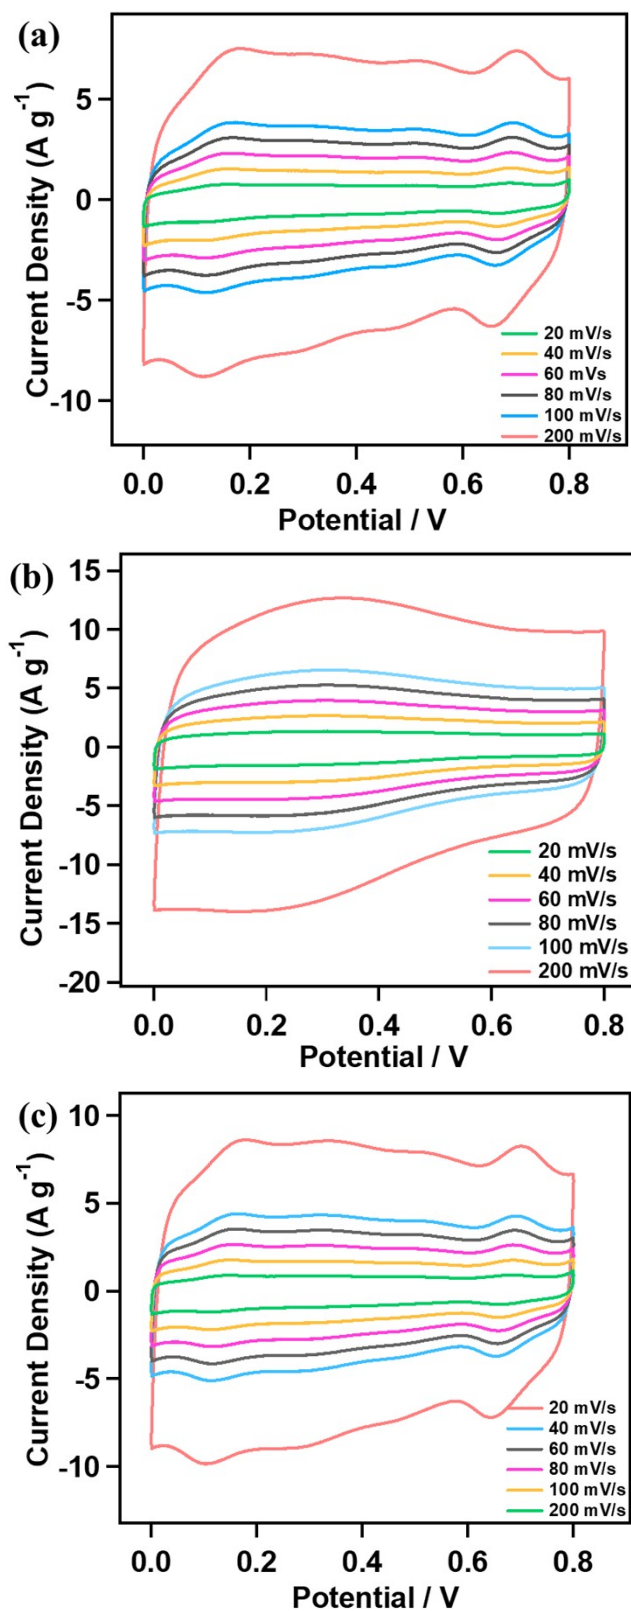 (a)
Current Density (A g-1)
5
0
-5
-10
20 mV/s
40 mV/s
60 mVs
80 mV/s
100 mV/s
200 mV/s
0.0 0.2 0.4 0.6 0.8
Potential / V
(b)
Current Density (A g-1)
15
10
5
0
-5
-10
-15
-20
20 mV/s
40 mV/s
60 mV/s
80 mV/s
100 mV/s
200 mV/s
0.0 0.2 0.4 0.6 0.8
Potential / V
(c)
Current Density (A g-1)
10
5
0
-5
-10
20 mV/s
40 mV/s
60 mV/s
80 mV/s
100 mV/s
200 mV/s
0.0 0.2 0.4 0.6 0.8
Potential / V